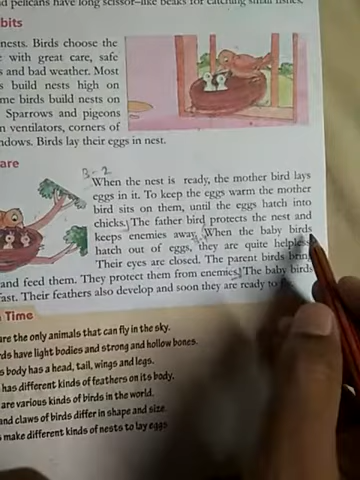 d pelicans have long scissor-like beaks for catching small fishes.
bits
nests. Birds choose the
with great care, safe
s and bad weather. Most
s build nests high on
me birds build nests on
Sparrows and pigeons
n ventilators, corners of
ndows. Birds lay their eggs in nest.
are
B-2
When the nest is ready, the mother bird lays
eggs in it. To keep the eggs warm the mother
bird sits on them, until the eggs hatch into
chicks. The father bird protects the nest and
keeps enemies away. When the baby birds
hatch out of eggs, they are quite helpless.
Their eyes are closed. The parent birds bring
and feed them. They protect them from enemies. The baby birds
fast. Their feathers also develop and soon they are ready to
Time
are the only animals that can fly in the sky.
rds have light bodies and strong and hollow bones.
s body has a head, tail, wings and legs.
has different kinds of feathers on its body.
are various kinds of birds in the world.
and claws of birds differ in shape and size.
make different kinds of nests to lay eggs